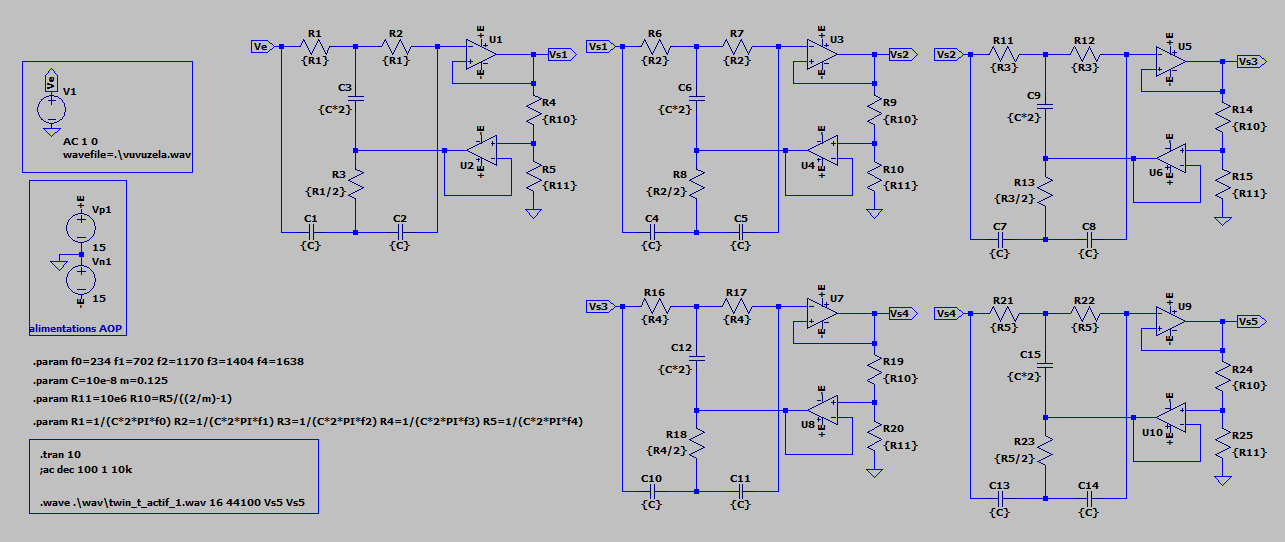 Ve
V1
AC 1 0
wavefile=.\vuvuzela.wav
+E
Vp1
15
Vn1
15
-E
alimentations AOP
.param f0=234 f1=702 f2=1170 f3=1404 f4=1638
.param C=10e-8 m=0.125
.param R11=10e6 R10=R5/((2/m)-1)
.param R1=1/(C*2*PI*f0) R2=1/(C*2*PI*f1) R3=1/(C*2*PI*f2) R4=1/(C*2*PI*f3) R5=1/(C*2*PI*f4)
.tran 10
;ac dec 100 1 10k
.wave .\wav\twin_t_actif_1.wav 16 44100 Vs5 Vs5
Ve
R1
{R1}
R2
{R1}
+E
U1
-E
Vs1
C3
{C*2}
R4
{R10}
-E
U2
+E
R3
{R1/2}
R5
{R11}
C1
{C}
C2
{C}
Vs1
R6
{R2}
R7
{R2}
+E
U3
-E
Vs2
C6
{C*2}
R9
{R10}
-E
U4
+E
R8
{R2/2}
R10
{R11}
C4
{C}
C5
{C}
Vs2
R11
{R3}
R12
{R3}
+E
U5
-E
Vs3
C9
{C*2}
R14
{R10}
-E
U6
+E
R13
{R3/2}
R15
{R11}
C7
{C}
C8
{C}
Vs3
R16
{R4}
R17
{R4}
+E
U7
-E
Vs4
C12
{C*2}
R19
{R10}
-E
U8
+E
R18
{R4/2}
R20
{R11}
C10
{C}
C11
{C}
Vs4
R21
{R5}
R22
{R5}
+E
U9
-E
Vs5
C15
{C*2}
R24
{R10}
-E
U10
+E
R23
{R5/2}
R25
{R11}
C13
{C}
C14
{C}